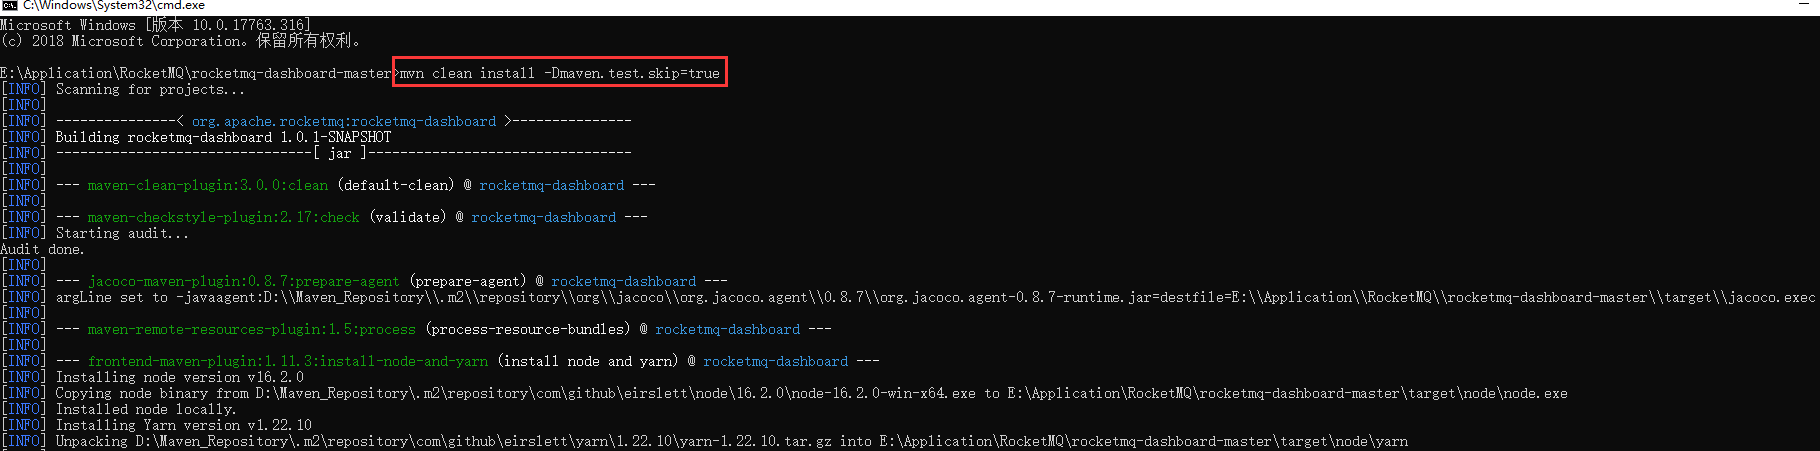 C:\Windows\System32\cmd.exe
Microsoft Windows [版本 10.0.17763.316]
(c) 2018 Microsoft Corporation。保留所有权利。
E:\Application\RocketMQ\rocketmq-dashboard-master>mvn clean install -Dmaven.test.skip=true
[INFO] Scanning for projects...
[INFO]
[INFO] ---------------< org.apache.rocketmq:rocketmq-dashboard >---------------
[INFO] Building rocketmq-dashboard 1.0.1-SNAPSHOT
[INFO] --------------------------------[ jar ]---------------------------------
[INFO]
[INFO] --- maven-clean-plugin:3.0.0:clean (default-clean) @ rocketmq-dashboard ---
[INFO]
[INFO] --- maven-checkstyle-plugin:2.17:check (validate) @ rocketmq-dashboard ---
[INFO] Starting audit...
Audit done.
[INFO]
[INFO] --- jacoco-maven-plugin:0.8.7:prepare-agent (prepare-agent) @ rocketmq-dashboard ---
[INFO] argLine set to -javaagent:D:\\Maven_Repository\\.m2\\repository\\org\\jacoco\\org.jacoco.agent\\0.8.7\\org.jacoco.agent-0.8.7-runtime.jar=destfile=E:\\Application\\RocketMQ\\rocketmq-dashboard-master\\target\\jacoco.exec
[INFO]
[INFO] --- maven-remote-resources-plugin:1.5:process (process-resource-bundles) @ rocketmq-dashboard ---
[INFO]
[INFO] --- frontend-maven-plugin:1.11.3:install-node-and-yarn (install node and yarn) @ rocketmq-dashboard ---
[INFO] Installing node version v16.2.0
[INFO] Copying node binary from D:\Maven_Repository\.m2\repository\com\github\eirslett\node\16.2.0\node-16.2.0-win-x64.exe to E:\Application\RocketMQ\rocketmq-dashboard-master\target\node\node.exe
[INFO] Installed node locally.
[INFO] Installing Yarn version v1.22.10
[INFO] Unpacking D:\Maven_Repository\.m2\repository\com\github\eirslett\yarn\1.22.10\yarn-1.22.10.tar.gz into E:\Application\RocketMQ\rocketmq-dashboard-master\target\node\yarn